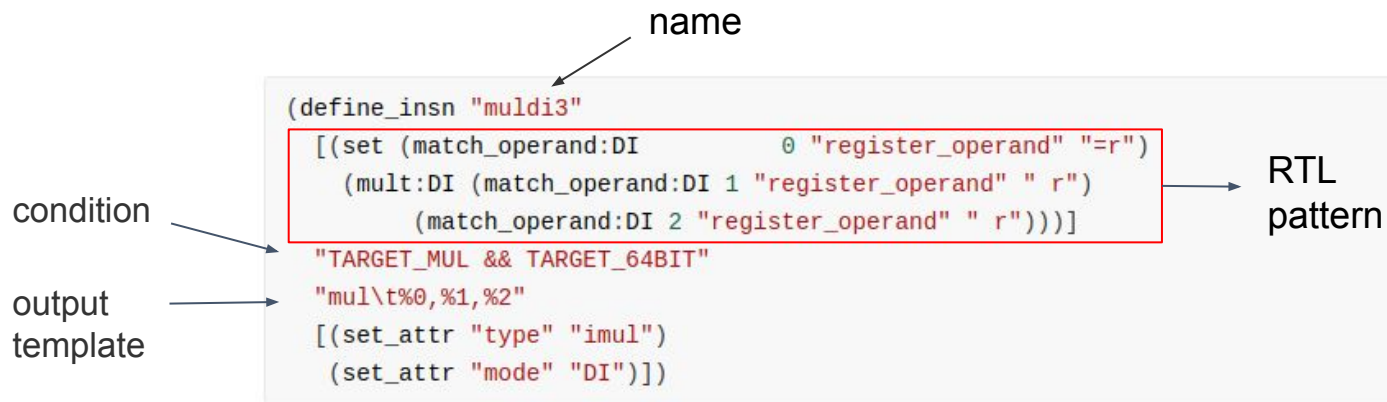 name
(define_insn "muldi3"
[(set (match_operand:DI 0 "register_operand" "=r")
(mult:DI (match_operand:DI 1 "register_operand" " r")
(match_operand:DI 2 "register_operand" " r")))]
"TARGET_MUL && TARGET_64BIT"
"mul\t%0,%1,%2"
[(set_attr "type" "imul")
(set_attr "mode" "DI")])
condition
output
template
RTL
pattern